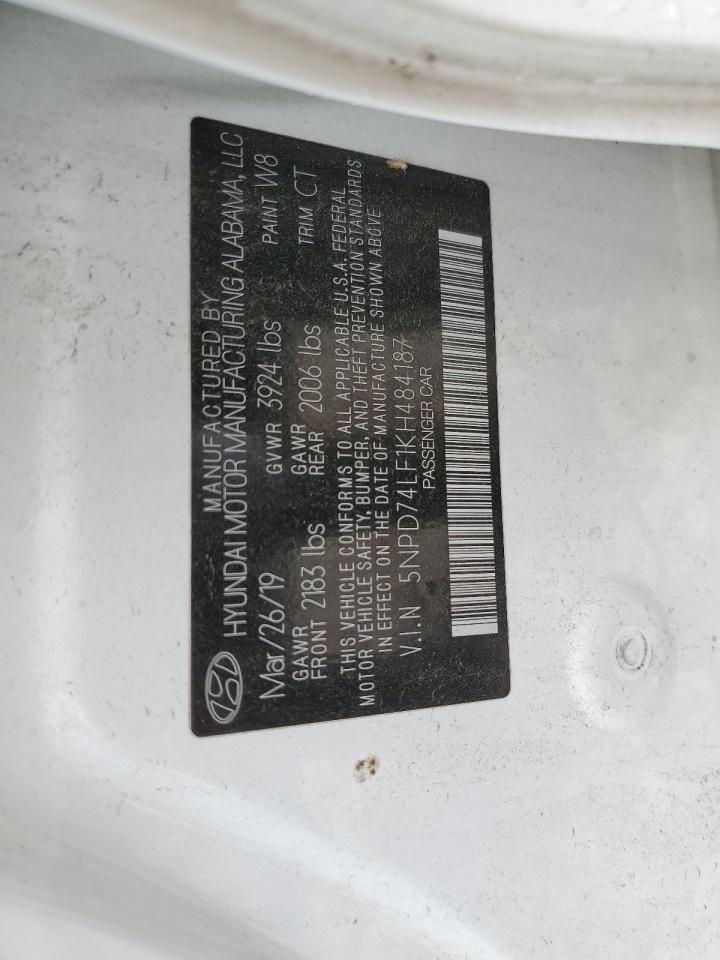 MANUFACTURED BY
HYUNDAI MOTOR MANUFACTURING ALABAMA, LLC
Mar/26/19 GVWR 3924 lbs PAINT W8
GAWR FRONT 2183 lbs GAWR REAR 2006 lbs TRIM CT
THIS VEHICLE CONFORMS TO ALL APPLICABLE U.S.A. FEDERAL
MOTOR VEHICLE SAFETY, BUMPER, AND THEFT PREVENTION STANDARDS
IN EFFECT ON THE DATE OF MANUFACTURE SHOWN ABOVE
V.I.N 5NPD74LF1KH484187
PASSENGER CAR